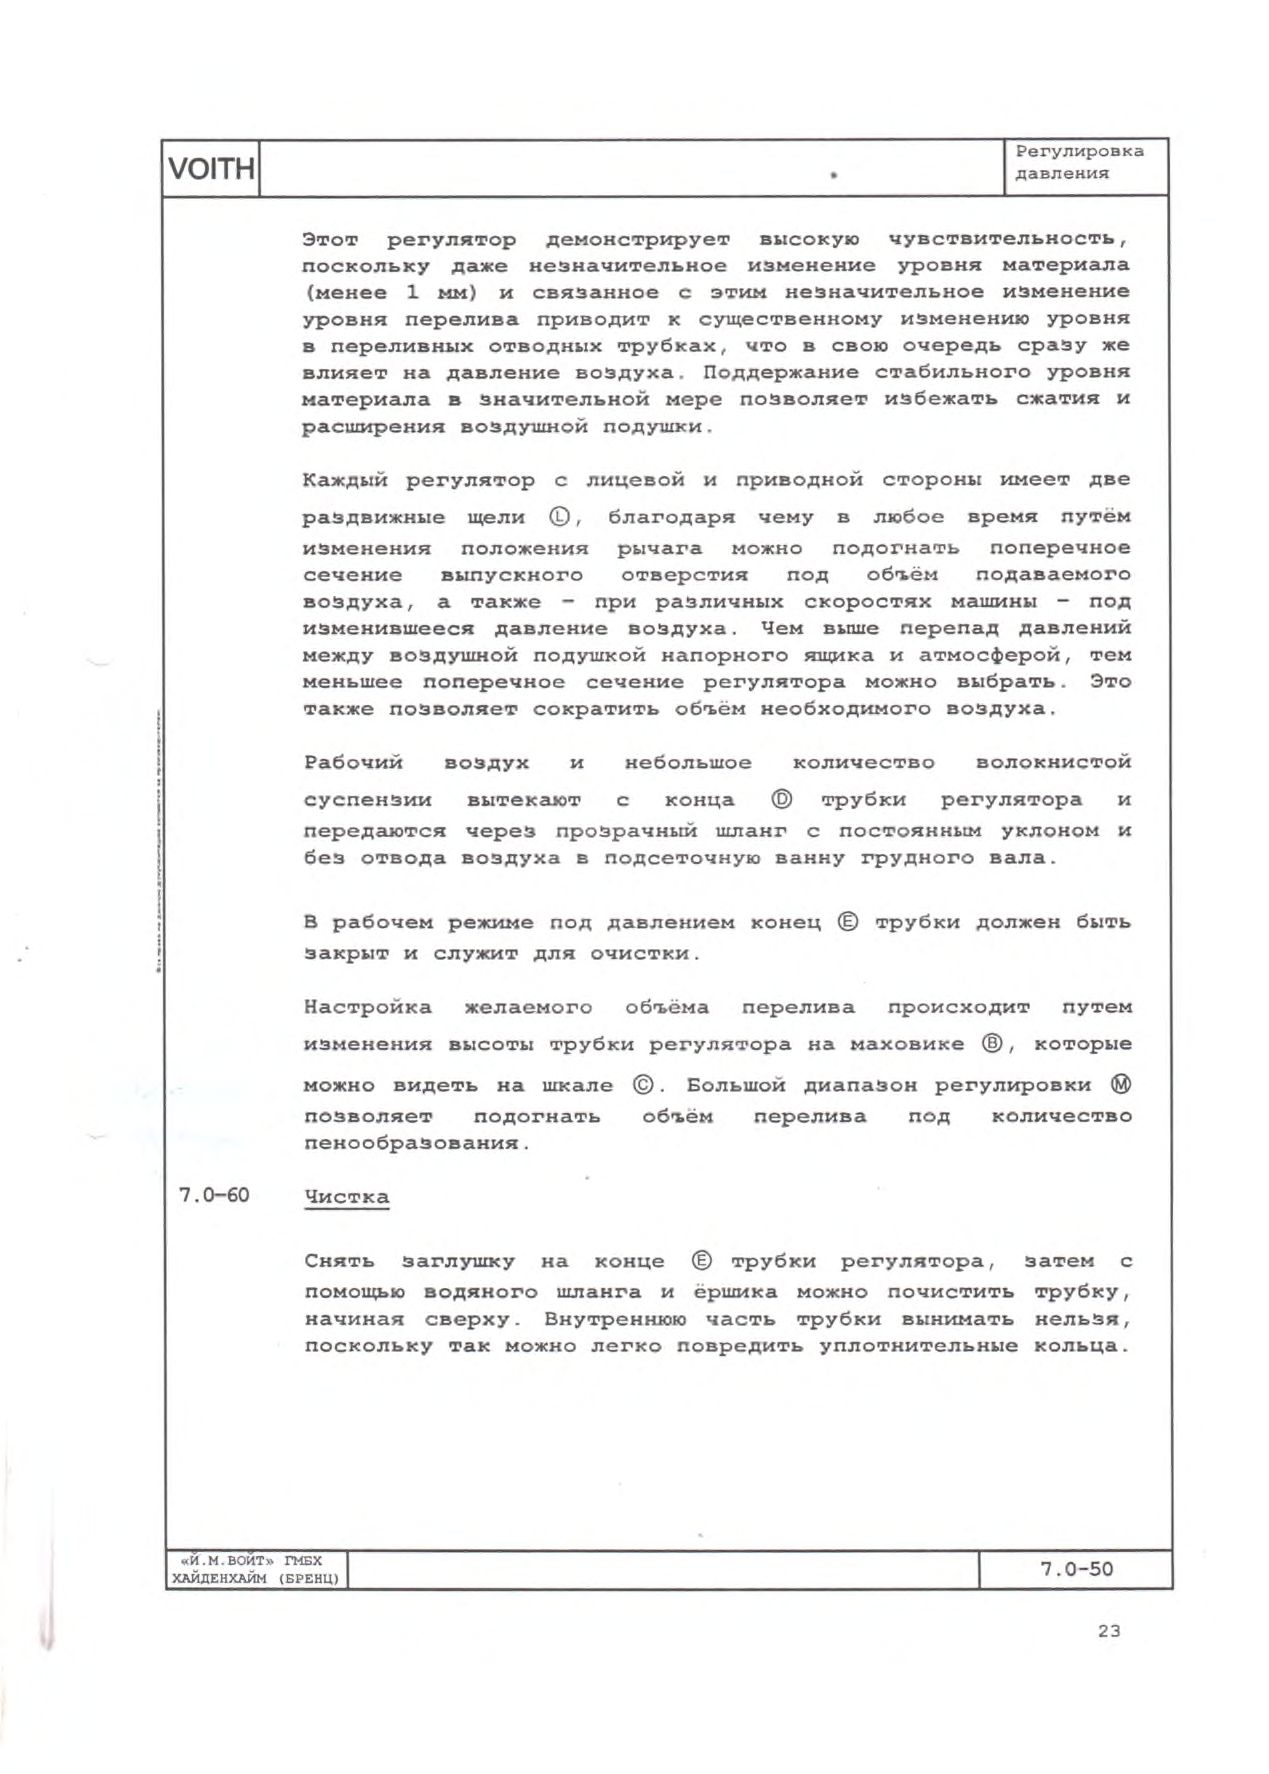 VOITH
Регулировка
давления
Этот регулятор демонстрирует высокую чувствительность,
поскольку даже незначительное изменение уровня материала
(менее 1 мм) и связанное с этим незначительное изменение
уровня перелива приводит к существенному изменению уровня
в переливных отводных трубках, что в свою очередь сразу же
влияет на давление воздуха. Поддержание стабильного уровня
материала в значительной мере позволяет избежать сжатия и
расширения воздушной подушки.
Каждый регулятор с лицевой и приводной стороны имеет две
раздвижные щели Ⓛ, благодаря чему в любое время путём
изменения положения рычага можно подогнать поперечное
сечение выпускного отверстия под объём подаваемого
воздуха, а также – при различных скоростях машины – под
изменившееся давление воздуха. Чем выше перепад давлений
между воздушной подушкой напорного ящика и атмосферой, тем
меньшее поперечное сечение регулятора можно выбрать. Это
также позволяет сократить объём необходимого воздуха.
Рабочий воздух и небольшое количество волокнистой
суспензии вытекают с конца Ⓓ трубки регулятора и
передаются через прозрачный шланг с постоянным уклоном и
без отвода воздуха в подсеточную ванну грудного вала.
В рабочем режиме под давлением конец Ⓔ трубки должен быть
закрыт и служит для очистки.
Настройка желаемого объёма перелива происходит путем
изменения высоты трубки регулятора на маховике Ⓑ, которые
можно видеть на шкале Ⓒ. Большой диапазон регулировки Ⓜ
позволяет подогнать объём перелива под количество
пенообразования.
7.0–60 Чистка
Снять заглушку на конце Ⓔ трубки регулятора, затем с
помощью водяного шланга и ёршика можно почистить трубку,
начиная сверху. Внутреннюю часть трубки вынимать нельзя,
поскольку так можно легко повредить уплотнительные кольца.
«Й.М.ВОЙТ» ГМБХ
ХАЙДЕНХАЙМ (БРЕНЦ)
7.0–50
23